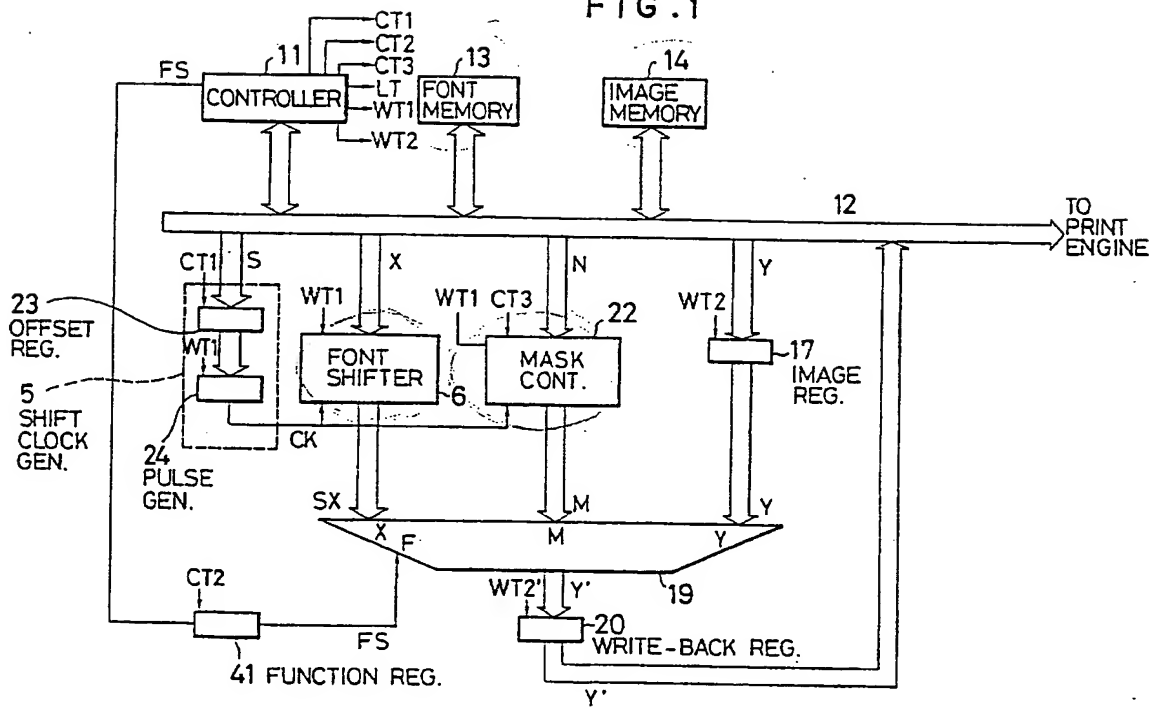 FIG.1
CT1
CT2
CT3
LT
WT1
WT2
FS
11
CONTROLLER
13
FONT
MEMORY
14
IMAGE
MEMORY
12
TO
PRINT
ENGINE
S
X
N
Y
CT1
23
OFFSET
REG.
WT1
5
SHIFT
CLOCK
GEN.
24
PULSE
GEN.
CK
WT1
FONT
SHIFTER
6
WT1
CT3
22
MASK
CONT.
WT2
17
IMAGE
REG.
SX
M
Y
X
F
M
Y
19
CT2
41 FUNCTION REG.
FS
WT2'
Y'
20
WRITE-BACK REG.
Y'